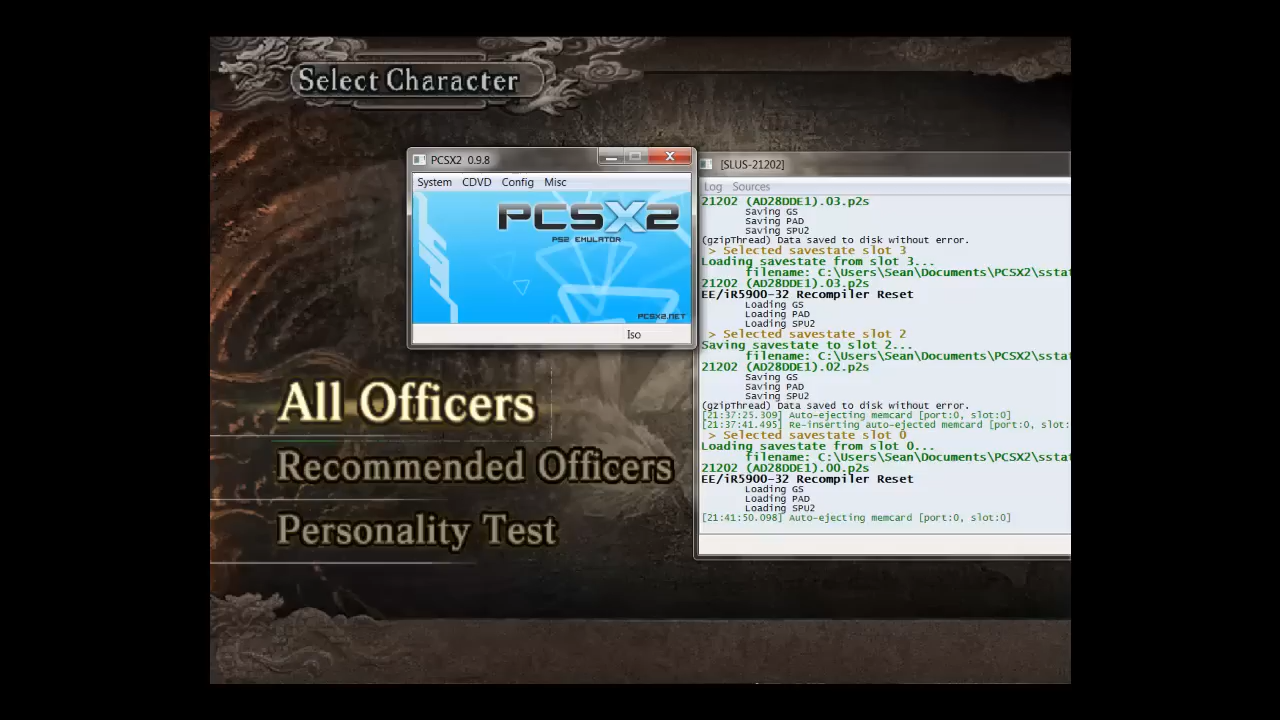 Select Character
PCSX2 0.9.8
System CDVD Config Misc
PCSX2
PS2 EMULATOR
PCSX2.NET
Iso
[SLUS-21202]
Log Sources
21202 (AD28DDE1).03.p2s
Saving GS
Saving PAD
Saving SPU2
(gzipThread) Data saved to disk without error.
> Selected savestate slot 3
Loading savestate from slot 3...
filename: C:\Users\Sean\Documents\PCSX2\sstat
21202 (AD28DDE1).03.p2s
EE/iR5900-32 Recompiler Reset
Loading GS
Loading PAD
Loading SPU2
> Selected savestate slot 2
Saving savestate to slot 2...
filename: C:\Users\Sean\Documents\PCSX2\sstat
21202 (AD28DDE1).02.p2s
Saving GS
Saving PAD
Saving SPU2
(gzipThread) Data saved to disk without error.
[21:37:25.309] Auto-ejecting memcard [port:0, slot:0]
[21:37:41.495] Re-inserting auto-ejected memcard [port:0, slot:
> Selected savestate slot 0
Loading savestate from slot 0...
filename: C:\Users\Sean\Documents\PCSX2\sstat
21202 (AD28DDE1).00.p2s
EE/iR5900-32 Recompiler Reset
Loading GS
Loading PAD
Loading SPU2
[21:41:50.098] Auto-ejecting memcard [port:0, slot:0]
All Officers
Recommended Officers
Personality Test